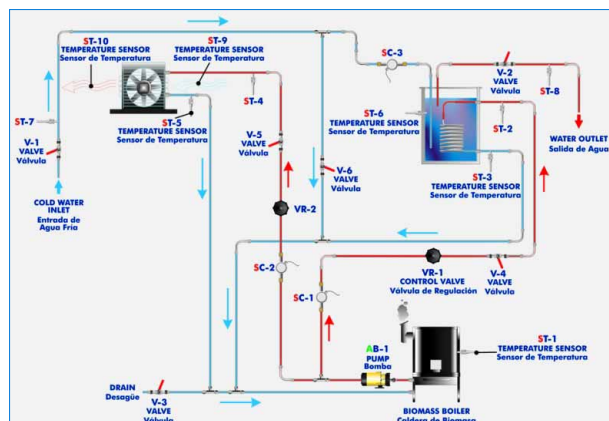 ST-10
TEMPERATURE SENSOR
Sensor de Temperatura
ST-9
TEMPERATURE SENSOR
Sensor de Temperatura
SC-3
V-2
VALVE
Válvula
ST-8
ST-7
ST-4
ST-5
TEMPERATURE SENSOR
Sensor de Temperatura
ST-6
TEMPERATURE SENSOR
Sensor de Temperatura
ST-2
WATER OUTLET
Salida de Agua
V-1 VALVE
Válvula
V-5
VALVE
Válvula
V-6
VALVE
Válvula
ST-3
TEMPERATURE SENSOR
Sensor de Temperatura
COLD WATER
INLET
Entrada de
Agua Fría
VR-2
SC-2
VR-1
CONTROL VALVE
Válvula de Regulación
V-4
VALVE
Válvula
SC-1
AB-1
PUMP
Bomba
ST-1
TEMPERATURE SENSOR
Sensor de Temperatura
DRAIN
Desagüe
V-3
VALVE
Válvula
BIOMASS BOILER
Caldera de Biomasa